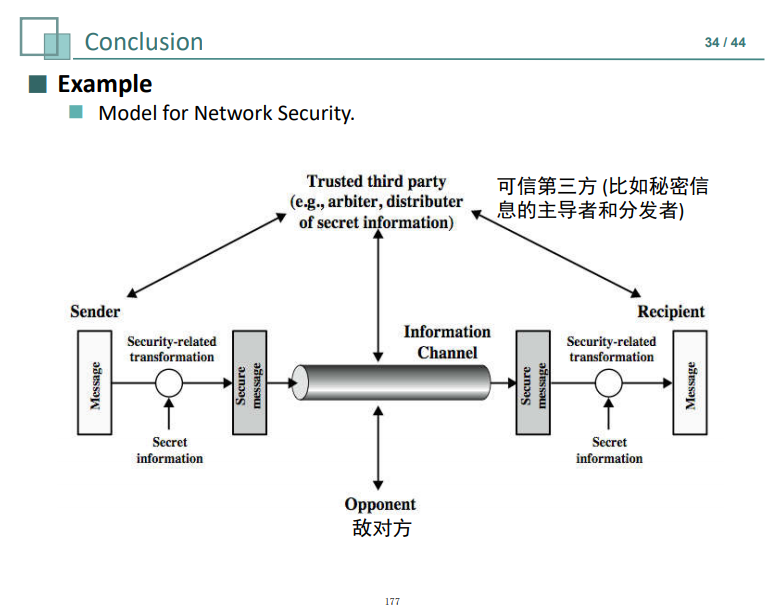 Conclusion
34 / 44
Example
Model for Network Security.
Trusted third party
(e.g., arbiter, distributer
of secret information)
可信第三方 (比如秘密信
息的主导者和分发者)
Sender
Recipient
Information
Channel
Security-related
transformation
Security-related
transformation
Message
Secure
message
Secure
message
Message
Secret
information
Secret
information
Opponent
敌对方
177